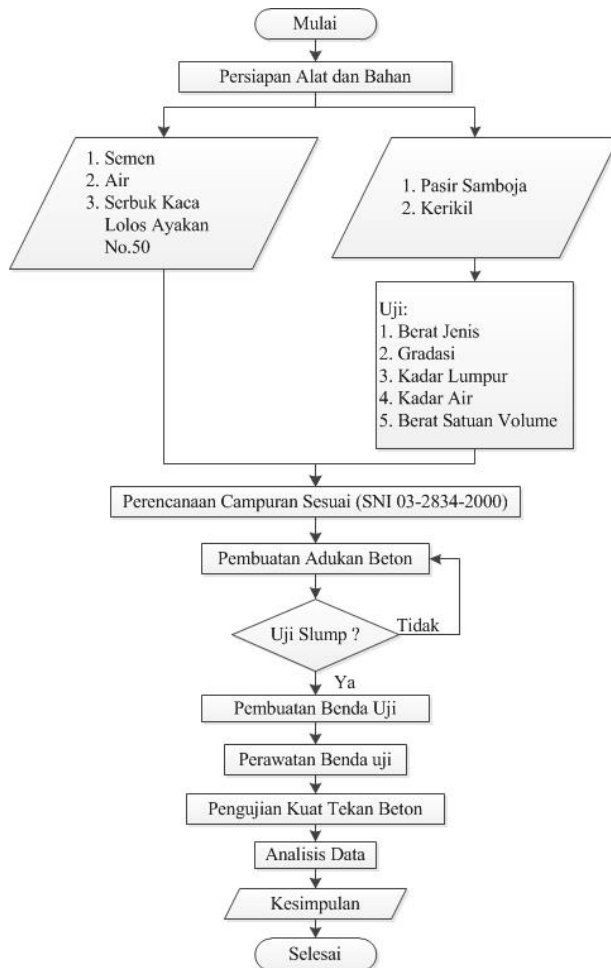 Mulai
Persiapan Alat dan Bahan
1. Semen
2. Air
3. Serbuk Kaca
Lolos Ayakan
No.50
1. Pasir Samboja
2. Kerikil
Uji:
1. Berat Jenis
2. Gradasi
3. Kadar Lumpur
4. Kadar Air
5. Berat Satuan Volume
Perencanaan Campuran Sesuai (SNI 03-2834-2000)
Pembuatan Adukan Beton
Uji Slump ?
Tidak
Ya
Pembuatan Benda Uji
Perawatan Benda uji
Pengujian Kuat Tekan Beton
Analisis Data
Kesimpulan
Selesai